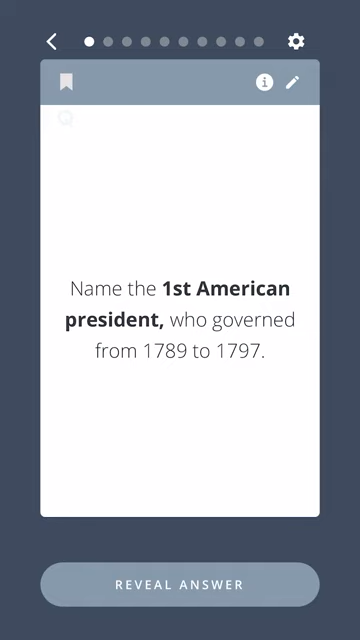 Name the 1st American
president, who governed
from 1789 to 1797.
REVEAL ANSWER